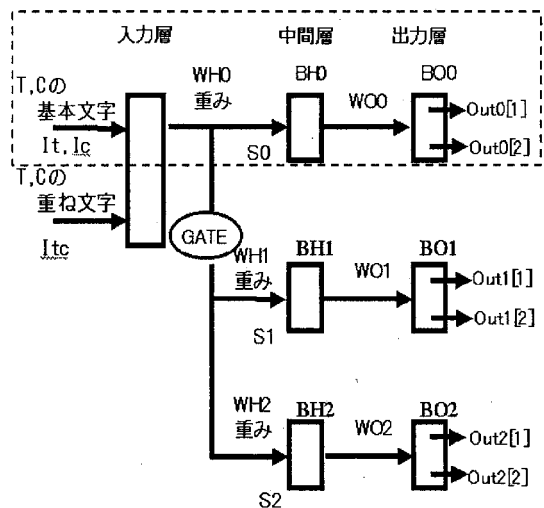 入力層
中間層
出力層
T,Cの
基本文字
It, Ic
WH0
重み
BH0
WO0
BO0
Out0[1]
Out0[2]
S0
T,Cの
重ね文字
Itc
GATE
WH1
重み
BH1
WO1
BO1
Out1[1]
Out1[2]
S1
WH2
重み
BH2
WO2
BO2
Out2[1]
Out2[2]
S2